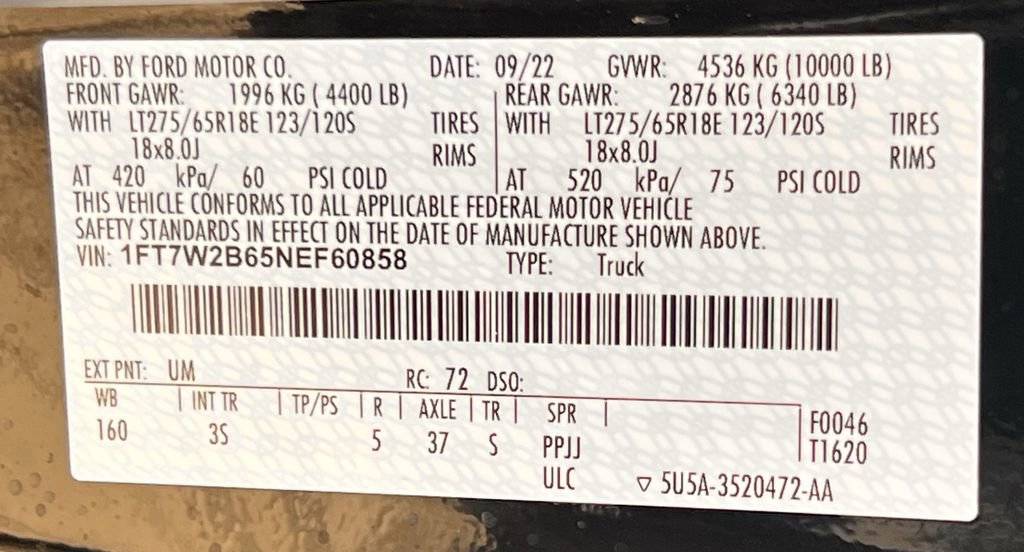 MFD. BY FORD MOTOR CO. DATE: 09/22 GVWR: 4536 KG (10000 LB)
FRONT GAWR: 1996 KG ( 4400 LB) REAR GAWR: 2876 KG ( 6340 LB)
WITH LT275/65R18E 123/120S TIRES WITH LT275/65R18E 123/120S TIRES
18x8.0J RIMS 18x8.0J RIMS
AT 420 kPa/ 60 PSI COLD AT 520 kPa/ 75 PSI COLD
THIS VEHICLE CONFORMS TO ALL APPLICABLE FEDERAL MOTOR VEHICLE
SAFETY STANDARDS IN EFFECT ON THE DATE OF MANUFACTURE SHOWN ABOVE.
VIN: 1FT7W2B65NEF60858 TYPE: Truck
EXT PNT: UM RC: 72 DSO:
WB INT TR TP/PS R AXLE TR SPR F0046
160 3S 5 37 S PPJJ T1620
ULC ▽ 5U5A-3520472-AA